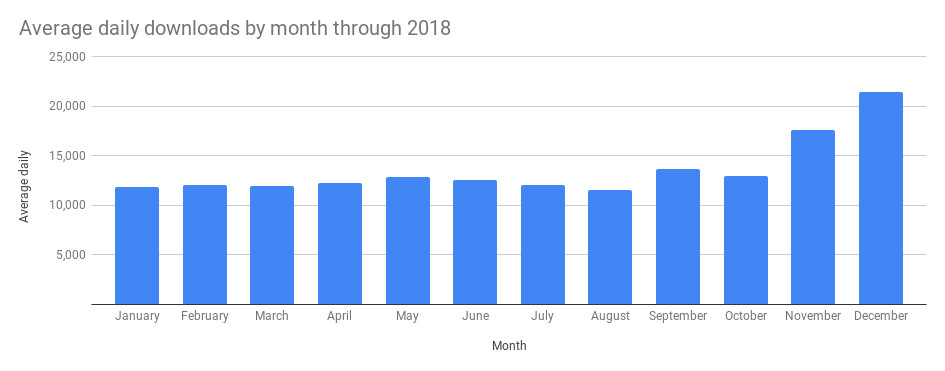 Average daily downloads by month through 2018
25,000
20,000
15,000
10,000
5,000
Average daily
January February March April May June July August September October November December
Month